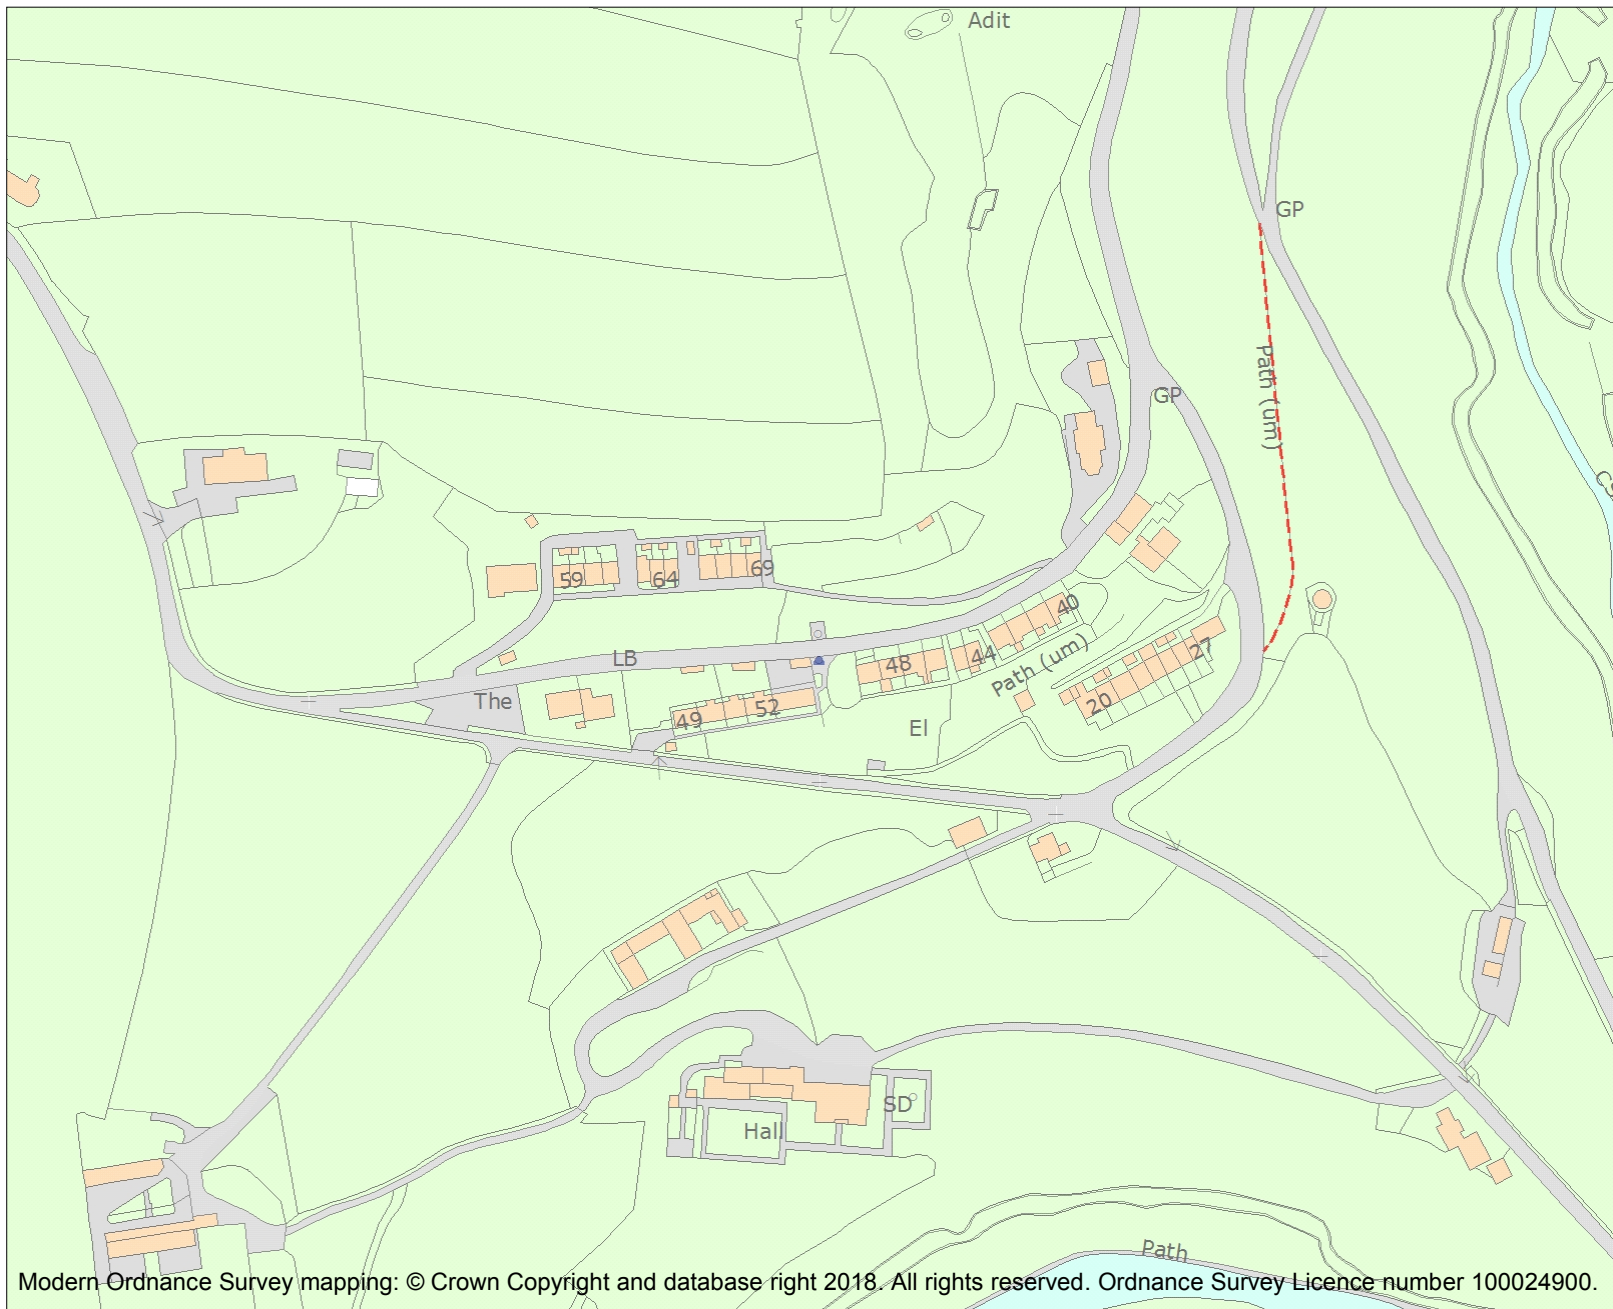 Adit
GP
Path (um)
GP
59
64
69
40
LB
48
44
Path (um)
27
The
49
52
20
El
SD
Hall
Path
Modern Ordnance Survey mapping: © Crown Copyright and database right 2018. All rights reserved. Ordnance Survey Licence number 100024900.